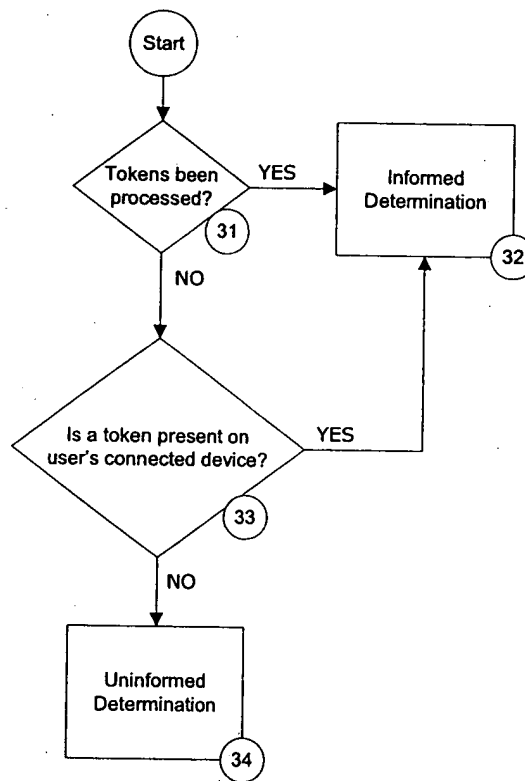 Start
Tokens been
processed?
YES
31
Informed
Determination
32
NO
Is a token present on
user's connected device?
YES
33
NO
Uninformed
Determination
34